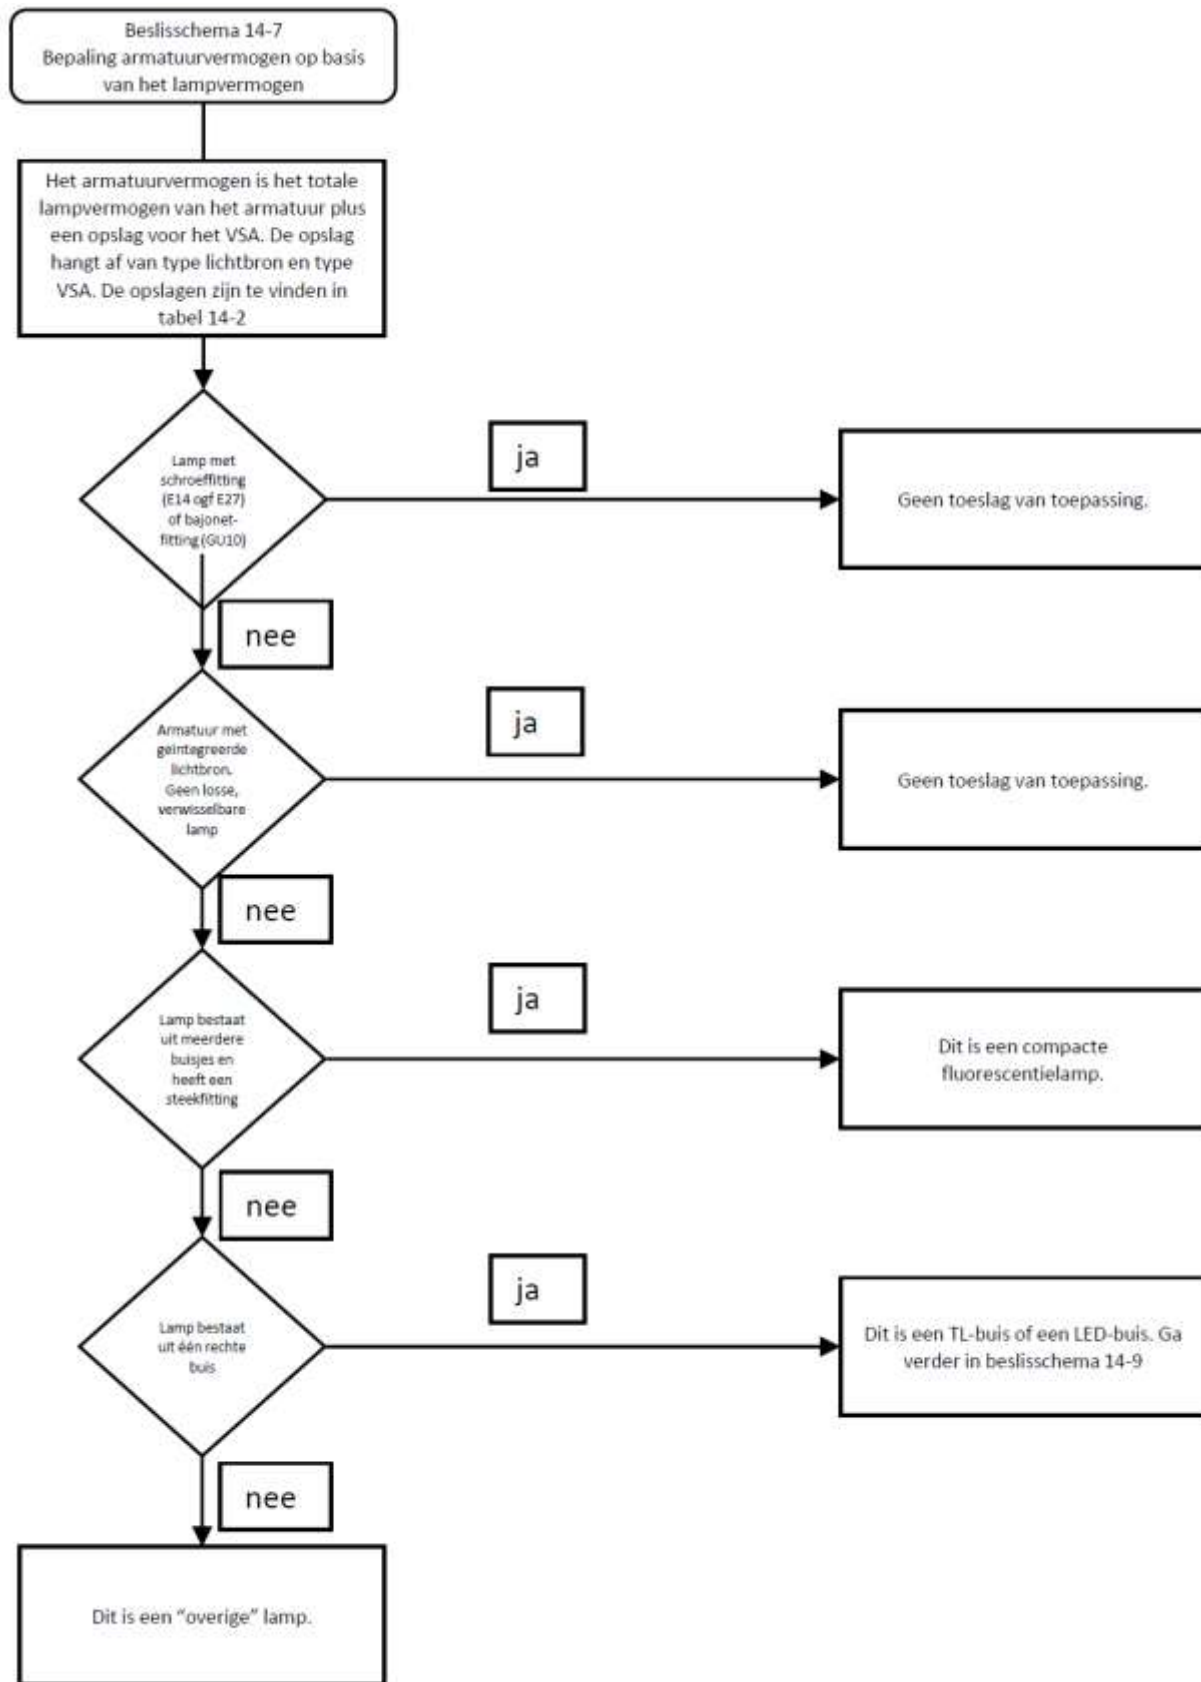 Beslisschema 14-7
Bepaling armatuurvermogen op basis
van het lampvermogen
Het armatuurvermogen is het totale
lampvermogen van het armatuur plus
een opslag voor het VSA. De opslag
hangt af van type lichtbron en type
VSA. De opslagen zijn te vinden in
tabel 14-2
Lamp met
schroeffitting
(E14 ogf E27)
of bajonet-
fitting (GU10)
ja
Geen toeslag van toepassing.
nee
Armatuur met
geintegreerde
lichtbron.
Geen losse,
verwisselbare
lamp
ja
Geen toeslag van toepassing.
nee
Lamp bestaat
uit meerdere
buisjes en
heeft een
steekfitting
ja
Dit is een compacte
fluorescentielamp.
nee
Lamp bestaat
uit één rechte
buis
ja
Dit is een TL-buis of een LED-buis. Ga
verder in beslisschema 14-9
nee
Dit is een “overige” lamp.